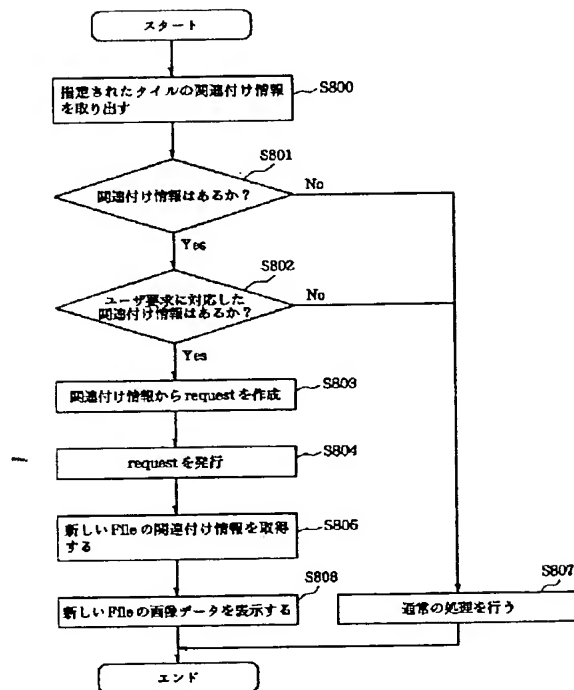 スタート
指定されたタイルの関連付け情報
を取り出す
S800
S801
関連付け情報はあるか？
No
Yes
S802
ユーザ要求に対応した
関連付け情報はあるか？
No
Yes
関連付け情報からrequestを作成
S803
requestを発行
S804
新しいFileの関連付け情報を取得
する
S805
S806
新しいFileの画像データを表示する
S807
通常の処理を行う
エンド